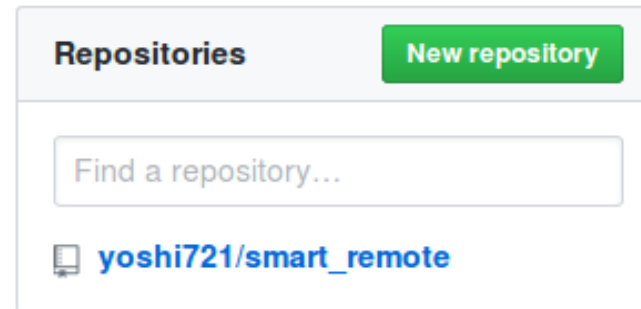 Repositories
New repository
Find a repository…
yoshi721/smart_remote